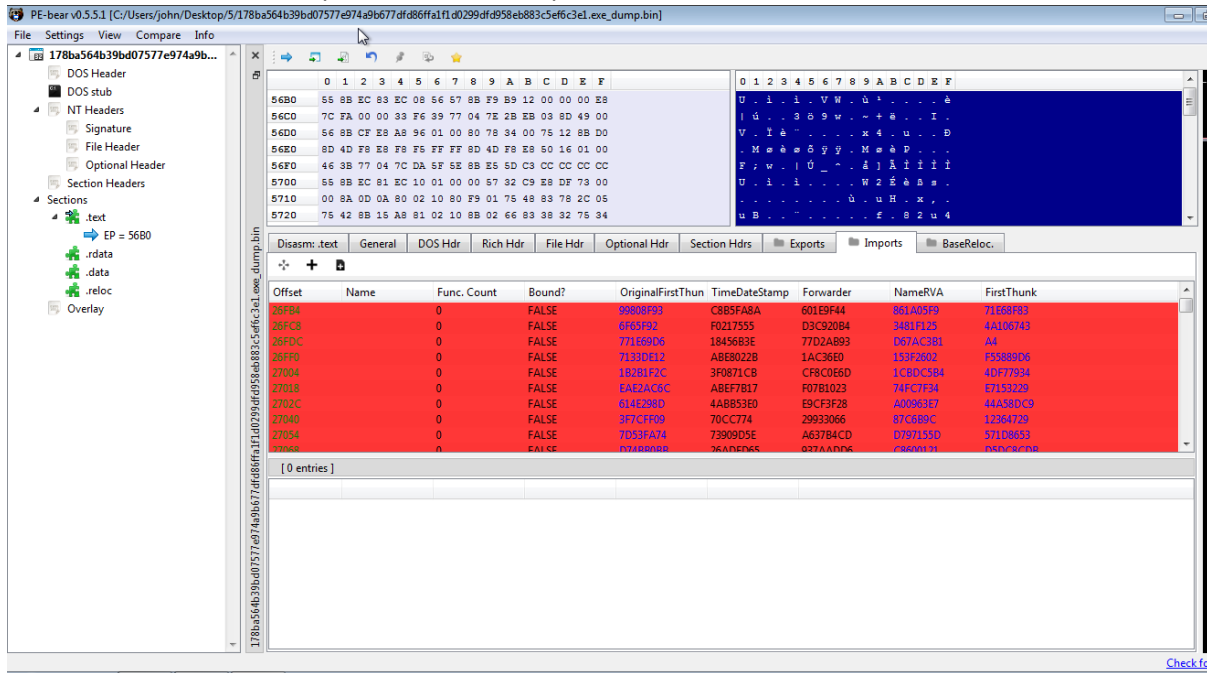 PE-bear v0.5.5.1 [C:/Users/john/Desktop/5/178ba564b39bd07577e974a9b677dfd86ffa1f1d0299dfd958eb883c5ef6c3e1.exe_dump.bin]
File Settings View Compare Info
178ba564b39bd07577e974a9b...
DOS Header
DOS stub
NT Headers
Signature
File Header
Optional Header
Section Headers
Sections
.text
EP = 56B0
.rdata
.data
.reloc
Overlay
178ba564b39bd07577e974a9b677dfd86ffa1f1d0299dfd958eb883c5ef6c3e1.exe_dump.bin
0 1 2 3 4 5 6 7 8 9 A B C D E F
56B0 55 8B EC 83 EC 08 56 57 8B F9 B9 12 00 00 00 E8
56C0 7C FA 00 00 33 F6 39 77 04 7E 2B EB 03 8D 49 00
56D0 56 8B CF E8 A8 96 01 00 80 78 34 00 75 12 8B D0
56E0 8D 4D F8 E8 F8 F5 FF FF 8D 4D F8 E8 50 16 01 00
56F0 46 3B 77 04 7C DA 5F 5E 8B E5 5D C3 CC CC CC CC
5700 55 8B EC 81 EC 10 01 00 00 57 32 C9 E8 DF 73 00
5710 00 8A 0D 0A 80 02 10 80 F9 01 75 48 83 78 2C 05
5720 75 42 8B 15 A8 81 02 10 8B 02 66 83 38 32 75 34
0 1 2 3 4 5 6 7 8 9 A B C D E F
U . ì . ì . V W . ù ¹ . . . . è
| ú . . 3 ö 9 w . ~ + ë . . I .
V . Ï è ¨ . . . . x 4 . u . . Ð
. M ø è ø õ ÿ ÿ . M ø è P . . .
F ; w . | Ú _ ^ . å ] Ã Ì Ì Ì Ì
U . ì . ì . . . . W 2 É è ß s .
. . . . . . . . ù . u H . x , .
u B . . ¨ . . . . . f . 8 2 u 4
Disasm: .text General DOS Hdr Rich Hdr File Hdr Optional Hdr Section Hdrs Exports Imports BaseReloc.
Offset Name Func. Count Bound? OriginalFirstThun TimeDateStamp Forwarder NameRVA FirstThunk
26FB4 0 FALSE 99808F93 C8B5FA8A 601E9F44 861A05F9 71E68F83
26FC8 0 FALSE 6F65F92 F0217555 D3C920B4 3481F125 4A106743
26FDC 0 FALSE 771E69D6 18456B3E 77D2AB93 D67AC3B1 A4
26FF0 0 FALSE 7133DE12 ABE8022B 1AC36E0 153F2602 F55889D6
27004 0 FALSE 1B2B1F2C 3F0871CB CF8C0E6D 1CBDC5B4 4DF77934
27018 0 FALSE EAE2AC6C ABEF7B17 F07B1023 74FC7F34 E7153229
2702C 0 FALSE 614E298D 4ABB53E0 E9CF3F28 A00963E7 44A58DC9
27040 0 FALSE 3F7CFF09 70CC774 29933066 87C6B9C 12364729
27054 0 FALSE 7D53FA74 73909D5E A637B4CD D797155D 571D8653
27068 0 FALSE
[ 0 entries ]
Check fo